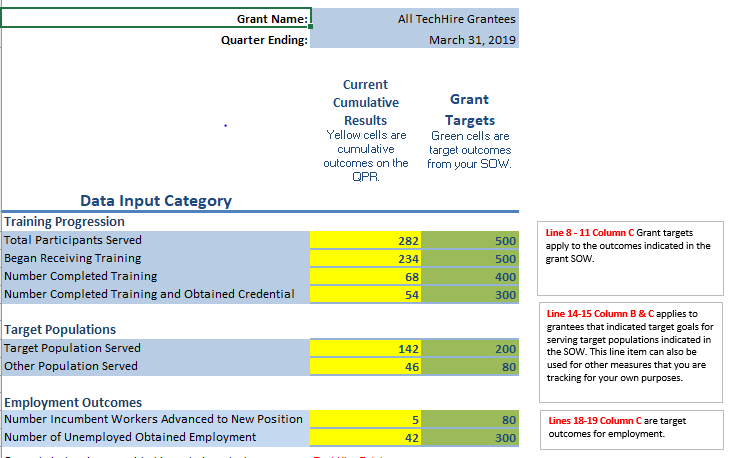 Grant Name: All TechHire Grantees
Quarter Ending: March 31, 2019
Current
Cumulative
Results
Yellow cells are
cumulative
outcomes on the
QPR.
Grant
Targets
Green cells are
target outcomes
from your SOW.
Data Input Category
Training Progression
Total Participants Served 282 500
Began Receiving Training 234 500
Number Completed Training 68 400
Number Completed Training and Obtained Credential 54 300
Line 8 - 11 Column C Grant targets
apply to the outcomes indicated in the
grant SOW.
Target Populations
Target Population Served 142 200
Other Population Served 46 80
Line 14-15 Column B & C applies to
grantees that indicated target goals for
serving target populations indicated in
the SOW. This line item can also be
used for other measures that you are
tracking for your own purposes.
Employment Outcomes
Number Incumbent Workers Advanced to New Position 5 80
Number of Unemployed Obtained Employment 42 300
Lines 18-19 Column C are target
outcomes for employment.